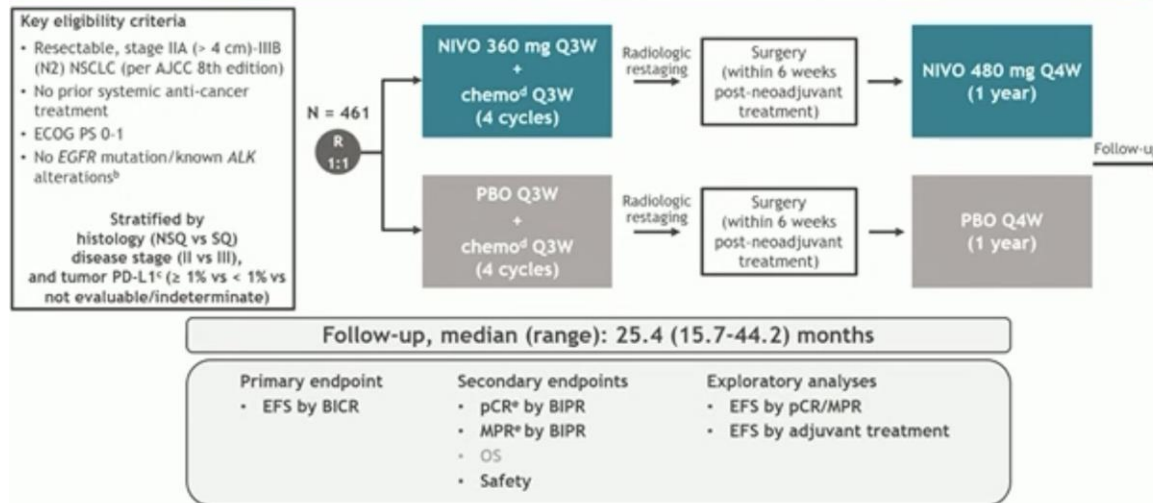 Key eligibility criteria
• Resectable, stage IIA (> 4 cm)-IIIB
(N2) NSCLC (per AJCC 8th edition)
• No prior systemic anti-cancer
treatment
• ECOG PS 0-1
• No EGFR mutation/known ALK
alterationsᵇ
Stratified by
histology (NSQ vs SQ)
disease stage (II vs III),
and tumor PD-L1ᶜ (≥ 1% vs < 1% vs
not evaluable/indeterminate)
N = 461
R
1:1
NIVO 360 mg Q3W
+
chemoᵈ Q3W
(4 cycles)
Radiologic
restaging
Surgery
(within 6 weeks
post-neoadjuvant
treatment)
NIVO 480 mg Q4W
(1 year)
PBO Q3W
+
chemoᵈ Q3W
(4 cycles)
Radiologic
restaging
Surgery
(within 6 weeks
post-neoadjuvant
treatment)
PBO Q4W
(1 year)
Follow-up
Follow-up, median (range): 25.4 (15.7-44.2) months
Primary endpoint
• EFS by BICR
Secondary endpoints
• pCRᵉ by BIPR
• MPRᵉ by BIPR
• OS
• Safety
Exploratory analyses
• EFS by pCR/MPR
• EFS by adjuvant treatment